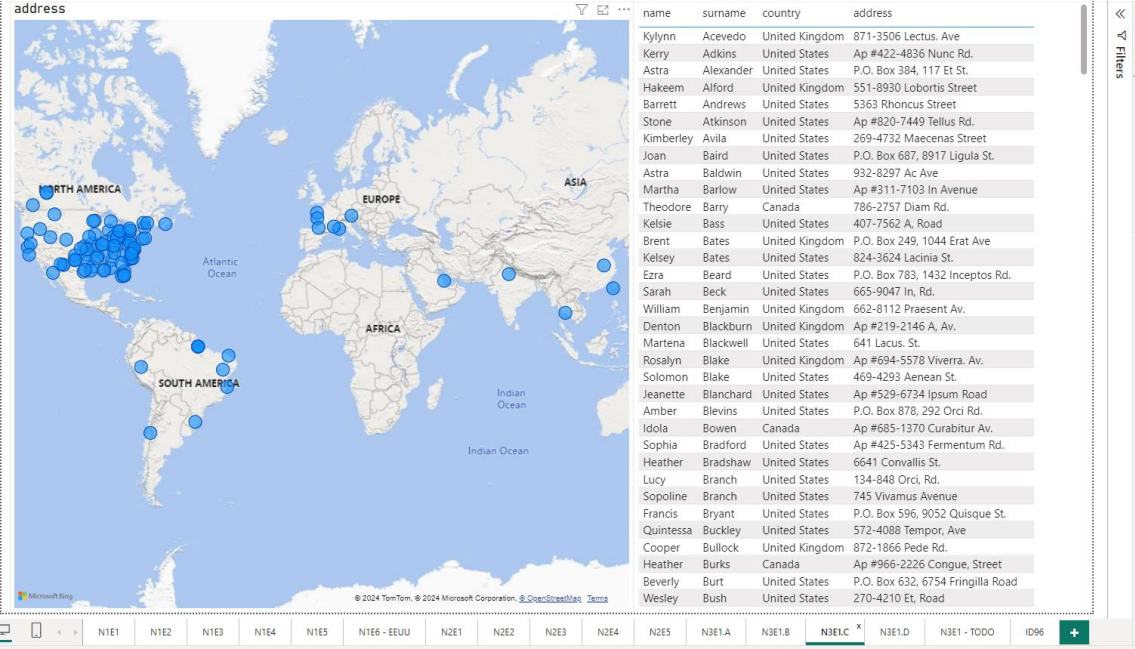 address
NORTH AMERICA
EUROPE
ASIA
Atlantic
Ocean
AFRICA
SOUTH AMERICA
Indian
Ocean
Indian Ocean
Microsoft Bing
© 2024 TomTom, © 2024 Microsoft Corporation, © OpenStreetMap Terms
name surname country address
Kylynn Acevedo United Kingdom 871-3506 Lectus. Ave
Kerry Adkins United States Ap #422-4836 Nunc Rd.
Astra Alexander United States P.O. Box 384, 117 Et St.
Hakeem Alford United Kingdom 551-8930 Lobortis Street
Barrett Andrews United States 5363 Rhoncus Street
Stone Atkinson United States Ap #820-7449 Tellus Rd.
Kimberley Avila United States 269-4732 Maecenas Street
Joan Baird United States P.O. Box 687, 8917 Ligula St.
Astra Baldwin United States 932-8297 Ac Ave
Martha Barlow United States Ap #311-7103 In Avenue
Theodore Barry Canada 786-2757 Diam Rd.
Kelsie Bass United States 407-7562 A, Road
Brent Bates United Kingdom P.O. Box 249, 1044 Erat Ave
Kelsey Bates United States 824-3624 Lacinia St.
Ezra Beard United States P.O. Box 783, 1432 Inceptos Rd.
Sarah Beck United States 665-9047 In, Rd.
William Benjamin United Kingdom 662-8112 Praesent Av.
Denton Blackburn United Kingdom Ap #219-2146 A, Av.
Martena Blackwell United States 641 Lacus. St.
Rosalyn Blake United Kingdom Ap #694-5578 Viverra. Av.
Solomon Blake United States 469-4293 Aenean St.
Jeanette Blanchard United States Ap #529-6734 Ipsum Road
Amber Blevins United States P.O. Box 878, 292 Orci Rd.
Idola Bowen Canada Ap #685-1370 Curabitur Av.
Sophia Bradford United States Ap #425-5343 Fermentum Rd.
Heather Bradshaw United States 6641 Convallis St.
Lucy Branch United States 134-848 Orci, Rd.
Sopoline Branch United States 745 Vivamus Avenue
Francis Bryant United States P.O. Box 596, 9052 Quisque St.
Quintessa Buckley United States 572-4088 Tempor, Ave
Cooper Bullock United Kingdom 872-1866 Pede Rd.
Heather Burks Canada Ap #966-2226 Congue, Street
Beverly Burt United States P.O. Box 632, 6754 Fringilla Road
Wesley Bush United States 270-4210 Et, Road
Filters
N1E1 N1E2 N1E3 N1E4 N1E5 N1E6 - EEUU N2E1 N2E2 N2E3 N2E4 N2E5 N3E1.A N3E1.B N3E1.C N3E1.D N3E1 - TODO ID96